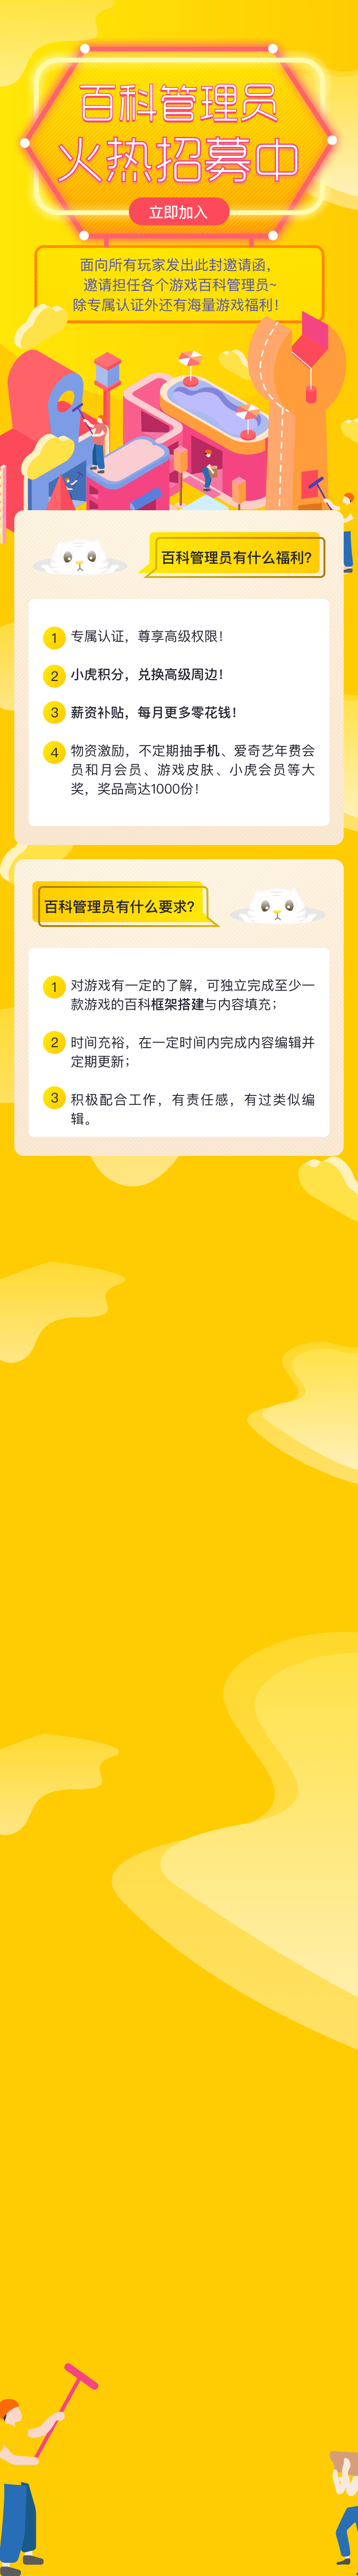 百科管理员
火热招募中
立即加入
面向所有玩家发出此封邀请函，
邀请担任各个游戏百科管理员~
除专属认证外还有海量游戏福利！
百科管理员有什么福利?
1 专属认证，尊享高级权限！
2 小虎积分，兑换高级周边！
3 薪资补贴，每月更多零花钱！
4 物资激励，不定期抽手机、爱奇艺年费会
员和月会员、游戏皮肤、小虎会员等大
奖，奖品高达1000份！
百科管理员有什么要求?
1 对游戏有一定的了解，可独立完成至少一
款游戏的百科框架搭建与内容填充；
2 时间充裕，在一定时间内完成内容编辑并
定期更新；
3 积极配合工作，有责任感，有过类似编
辑。